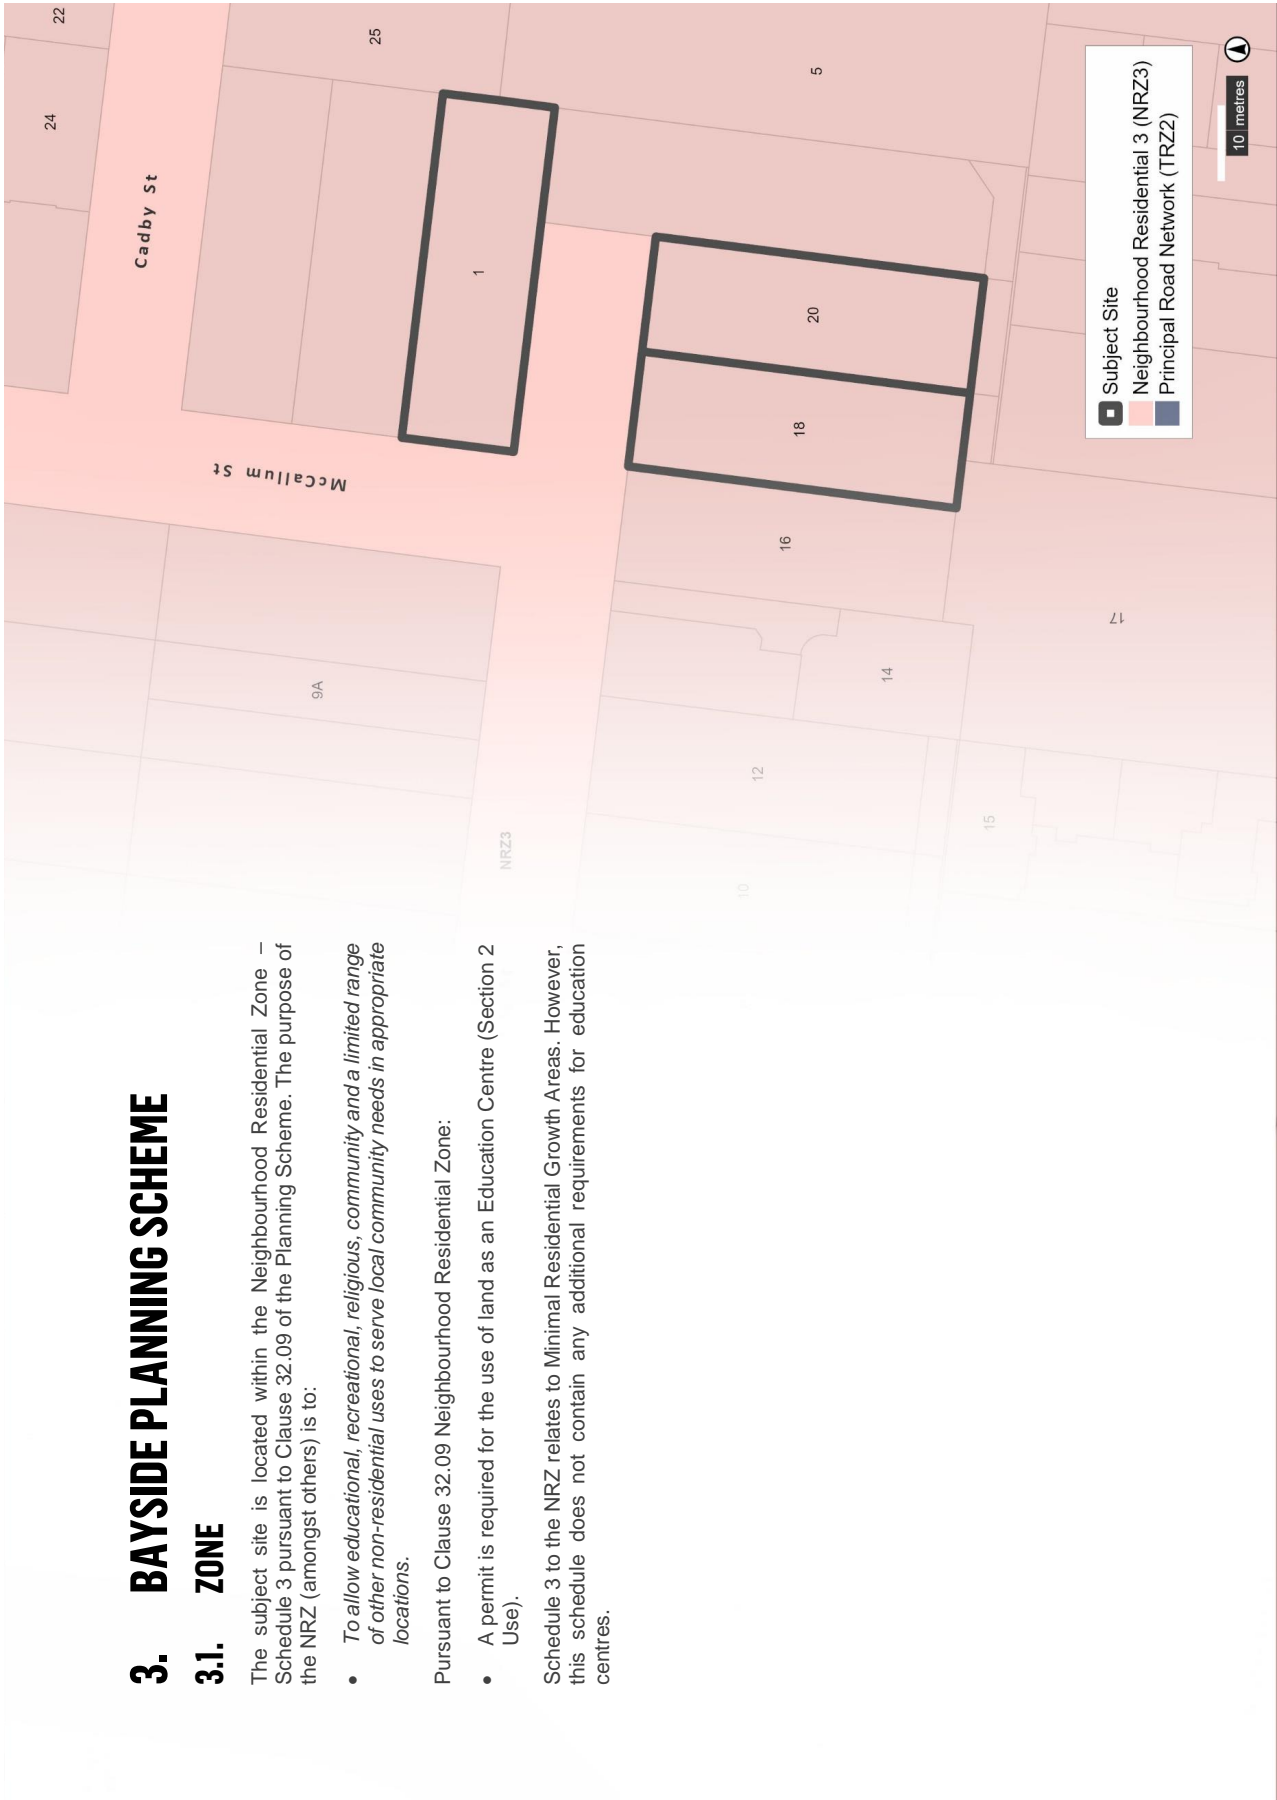 3. BAYSIDE PLANNING SCHEME
3.1. ZONE
The subject site is located within the Neighbourhood Residential Zone –
Schedule 3 pursuant to Clause 32.09 of the Planning Scheme. The purpose of
the NRZ (amongst others) is to:
• To allow educational, recreational, religious, community and a limited range
of other non-residential uses to serve local community needs in appropriate
locations.
Pursuant to Clause 32.09 Neighbourhood Residential Zone:
• A permit is required for the use of land as an Education Centre (Section 2
Use).
Schedule 3 to the NRZ relates to Minimal Residential Growth Areas. However,
this schedule does not contain any additional requirements for education
centres.
22
24
Cadby St
25
McCallum St
1
5
9A
NRZ3
20
18
16
14
12
10
17
15
Subject Site
Neighbourhood Residential 3 (NRZ3)
Principal Road Network (TRZ2)
10 metres